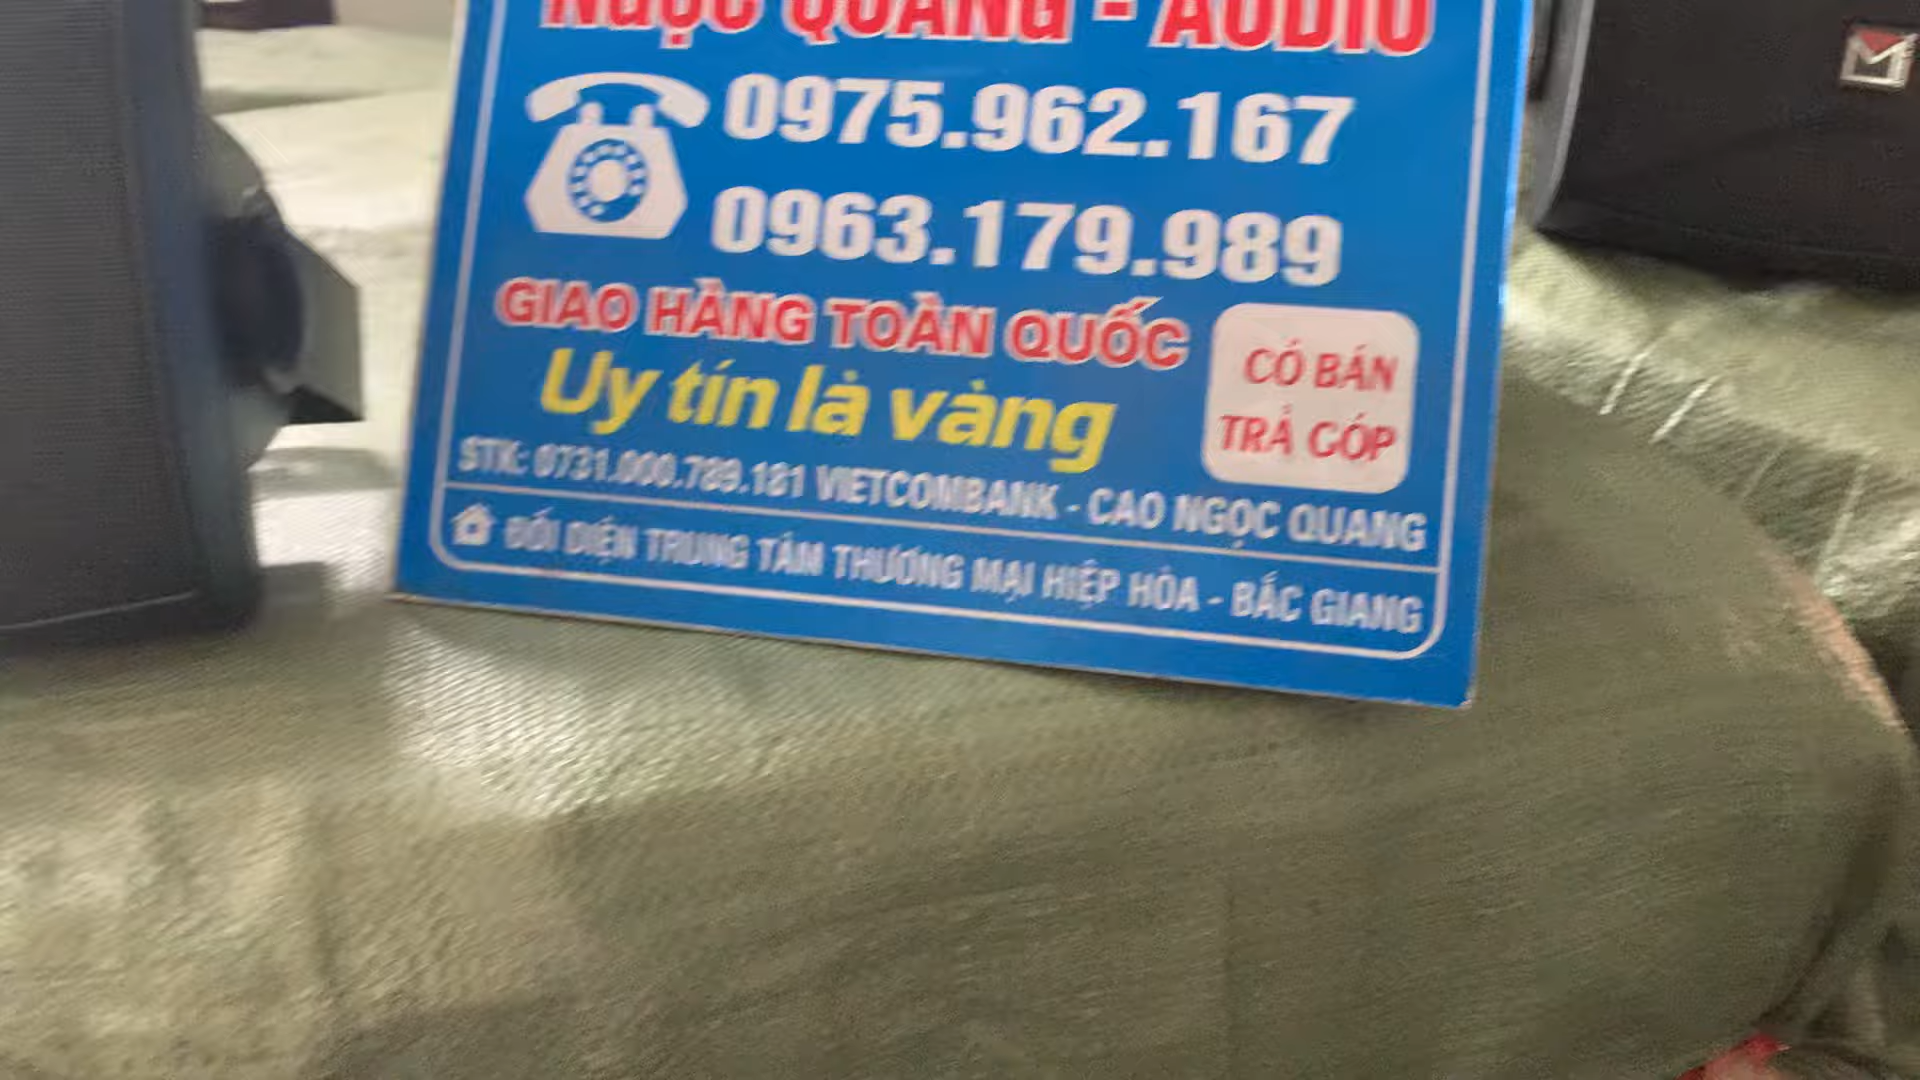 NGỌC QUANG - AUDIO
0975.962.167
0963.179.989
GIAO HÀNG TOÀN QUỐC
Uy tín là vàng
CÓ BÁN
TRẢ GÓP
STK: 0731.000.789.181 VIETCOMBANK - CAO NGỌC QUANG
ĐỐI DIỆN TRUNG TÂM THƯƠNG MẠI HIỆP HÒA - BẮC GIANG